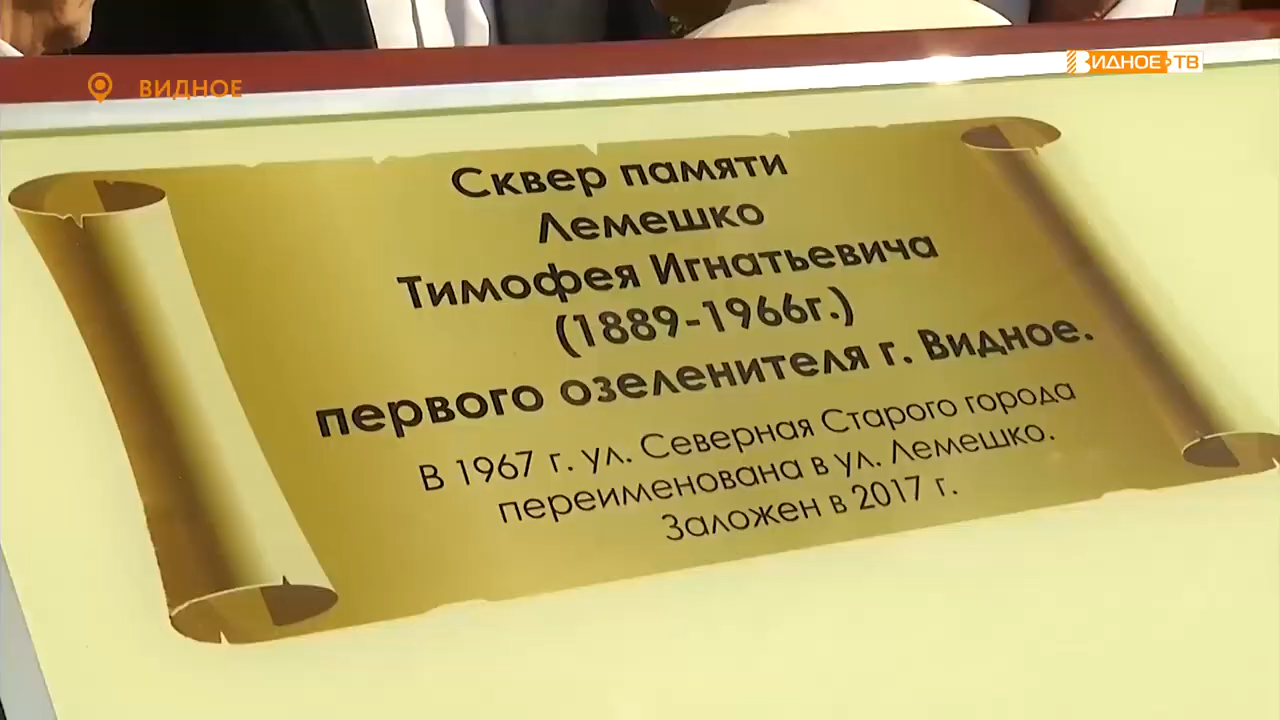 ВИДНОЕ
ВИДНОЕ ТВ
Сквер памяти
Лемешко
Тимофея Игнатьевича
(1889-1966г.)
первого озеленителя г. Видное.
В 1967 г. ул. Северная Старого города
переименована в ул. Лемешко.
Заложен в 2017 г.